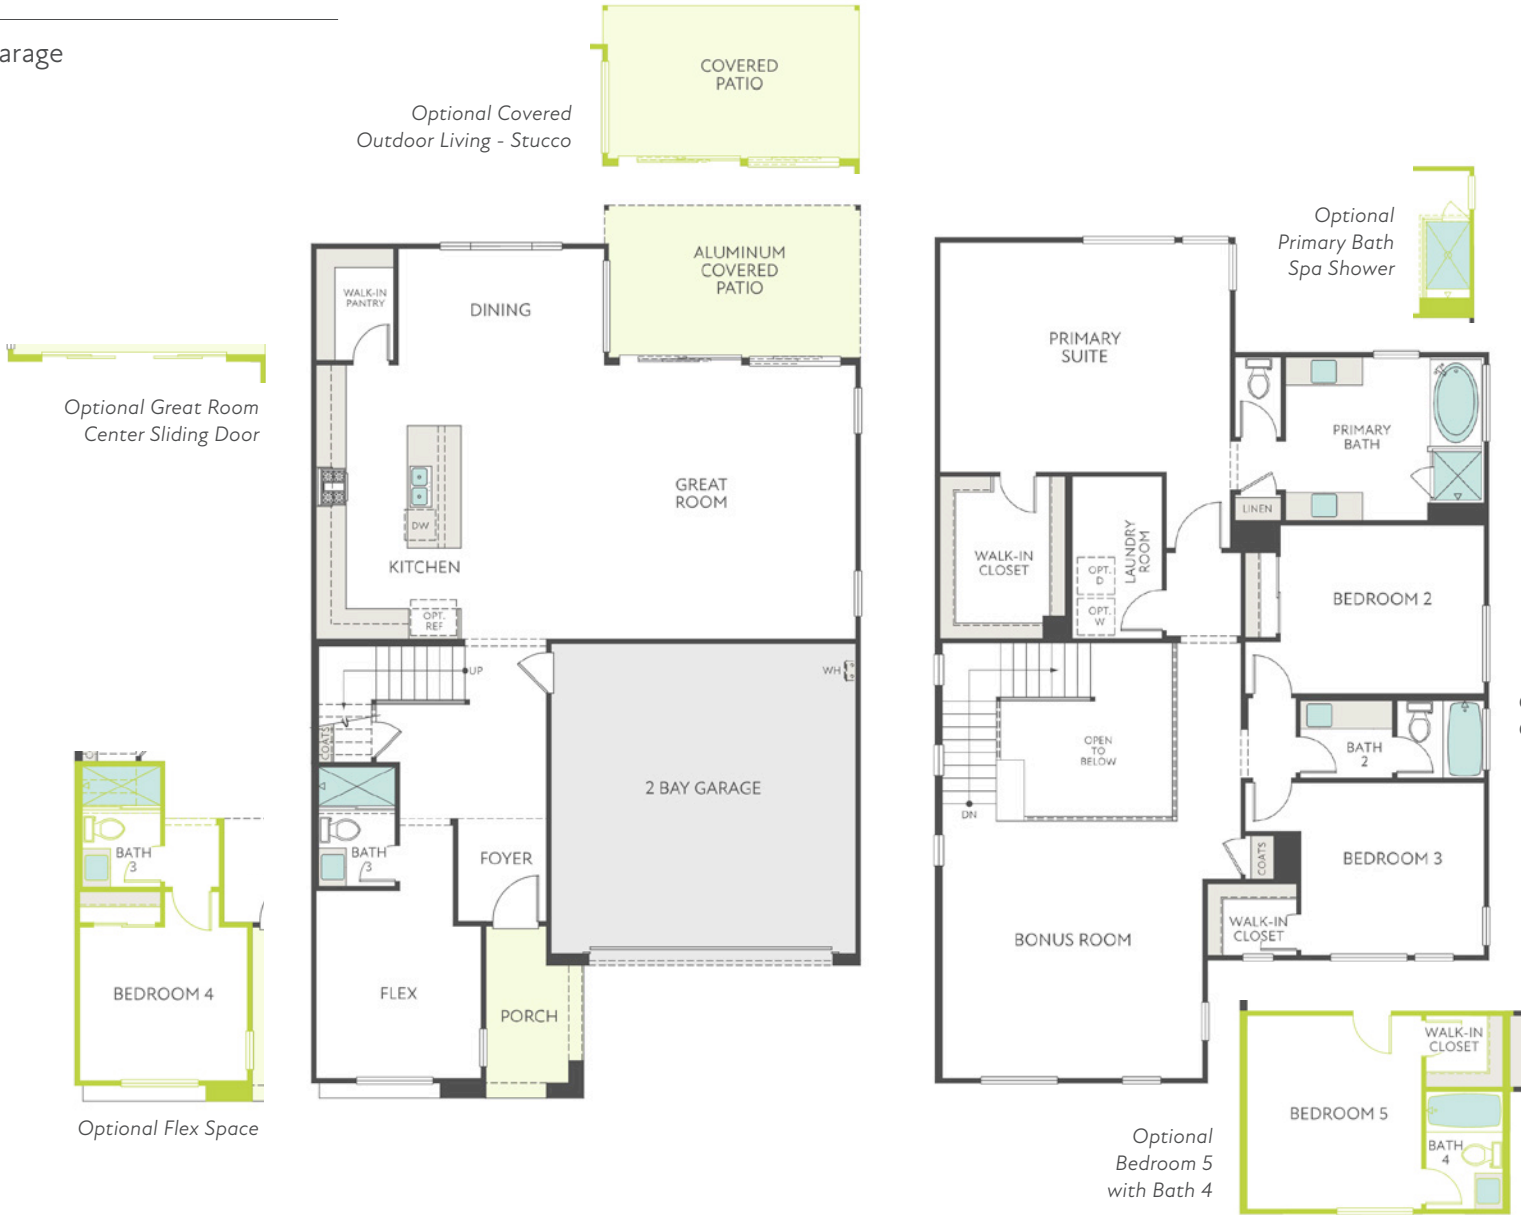 arage
COVERED
PATIO
Optional Covered
Outdoor Living - Stucco
ALUMINUM
COVERED
PATIO
WALK-IN
PANTRY
DINING
Optional Great Room
Center Sliding Door
GREAT
ROOM
DW
KITCHEN
OPT.
REF
UP
WH
COATS
2 BAY GARAGE
BATH
3
FOYER
FLEX
PORCH
BATH
3
BEDROOM 4
Optional Flex Space
Optional
Primary Bath
Spa Shower
PRIMARY
SUITE
PRIMARY
BATH
LINEN
WALK-IN
CLOSET
LAUNDRY
ROOM
OPT.
D
OPT.
W
BEDROOM 2
OPEN
TO
BELOW
BATH
2
DN
COATS
BEDROOM 3
WALK-IN
CLOSET
BONUS ROOM
WALK-IN
CLOSET
BEDROOM 5
BATH
4
Optional
Bedroom 5
with Bath 4